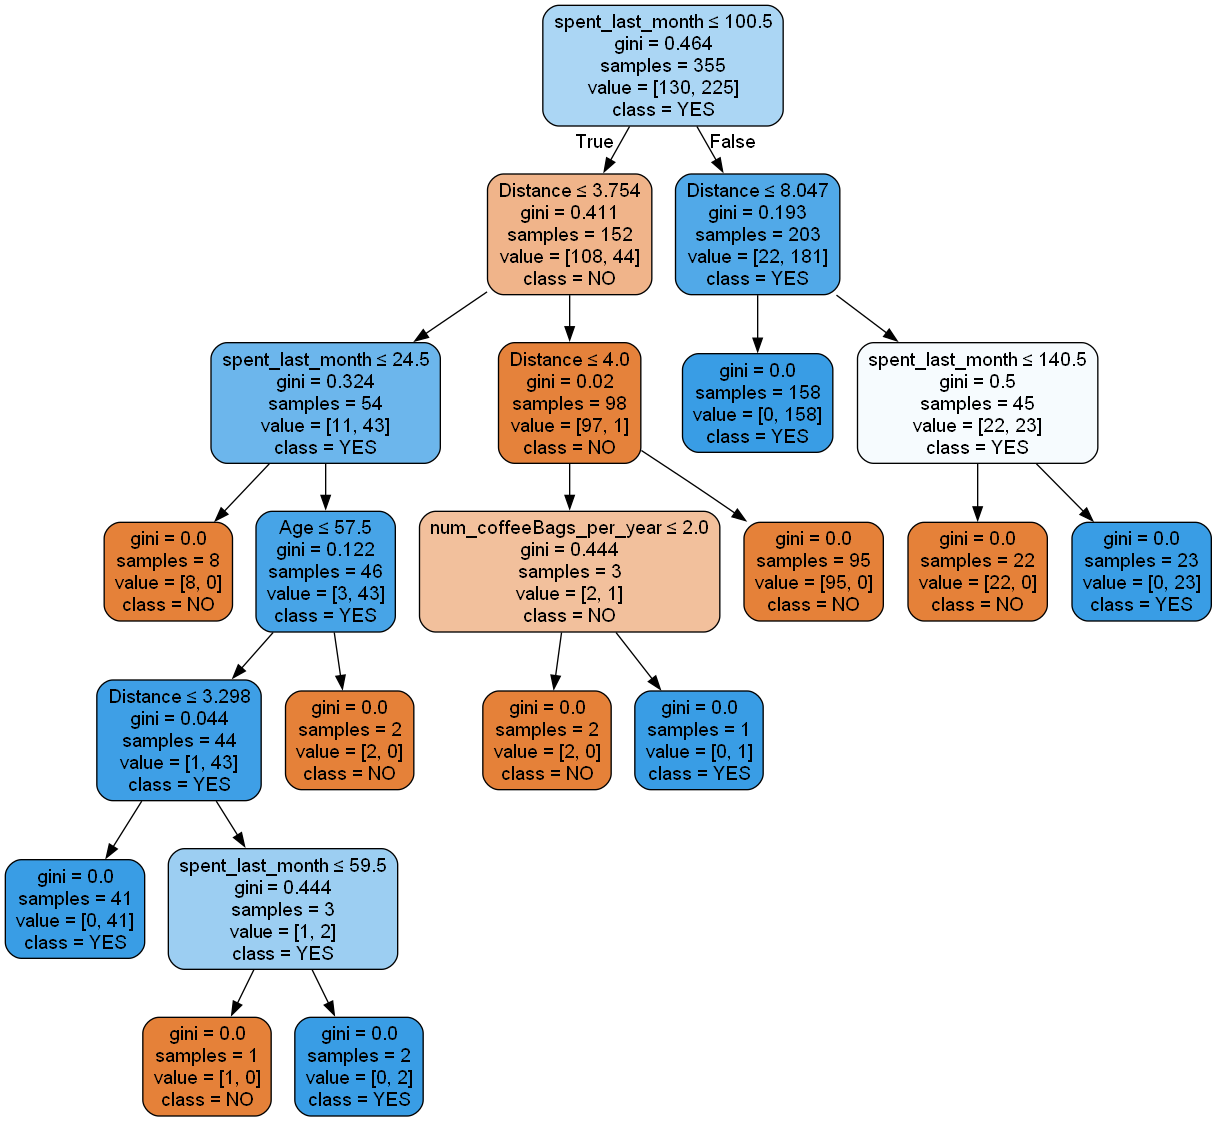 spent_last_month ≤ 100.5
gini = 0.464
samples = 355
value = [130, 225]
class = YES
True
False
Distance ≤ 3.754
gini = 0.411
samples = 152
value = [108, 44]
class = NO
Distance ≤ 8.047
gini = 0.193
samples = 203
value = [22, 181]
class = YES
spent_last_month ≤ 24.5
gini = 0.324
samples = 54
value = [11, 43]
class = YES
Distance ≤ 4.0
gini = 0.02
samples = 98
value = [97, 1]
class = NO
gini = 0.0
samples = 158
value = [0, 158]
class = YES
spent_last_month ≤ 140.5
gini = 0.5
samples = 45
value = [22, 23]
class = YES
gini = 0.0
samples = 8
value = [8, 0]
class = NO
Age ≤ 57.5
gini = 0.122
samples = 46
value = [3, 43]
class = YES
num_coffeeBags_per_year ≤ 2.0
gini = 0.444
samples = 3
value = [2, 1]
class = NO
gini = 0.0
samples = 95
value = [95, 0]
class = NO
gini = 0.0
samples = 22
value = [22, 0]
class = NO
gini = 0.0
samples = 23
value = [0, 23]
class = YES
Distance ≤ 3.298
gini = 0.044
samples = 44
value = [1, 43]
class = YES
gini = 0.0
samples = 2
value = [2, 0]
class = NO
gini = 0.0
samples = 2
value = [2, 0]
class = NO
gini = 0.0
samples = 1
value = [0, 1]
class = YES
gini = 0.0
samples = 41
value = [0, 41]
class = YES
spent_last_month ≤ 59.5
gini = 0.444
samples = 3
value = [1, 2]
class = YES
gini = 0.0
samples = 1
value = [1, 0]
class = NO
gini = 0.0
samples = 2
value = [0, 2]
class = YES